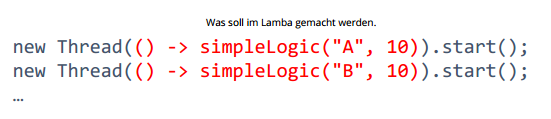 Was soll im Lamba gemacht werden.
new Thread(() -> simpleLogic("A", 10)).start();
new Thread(() -> simpleLogic("B", 10)).start();
…